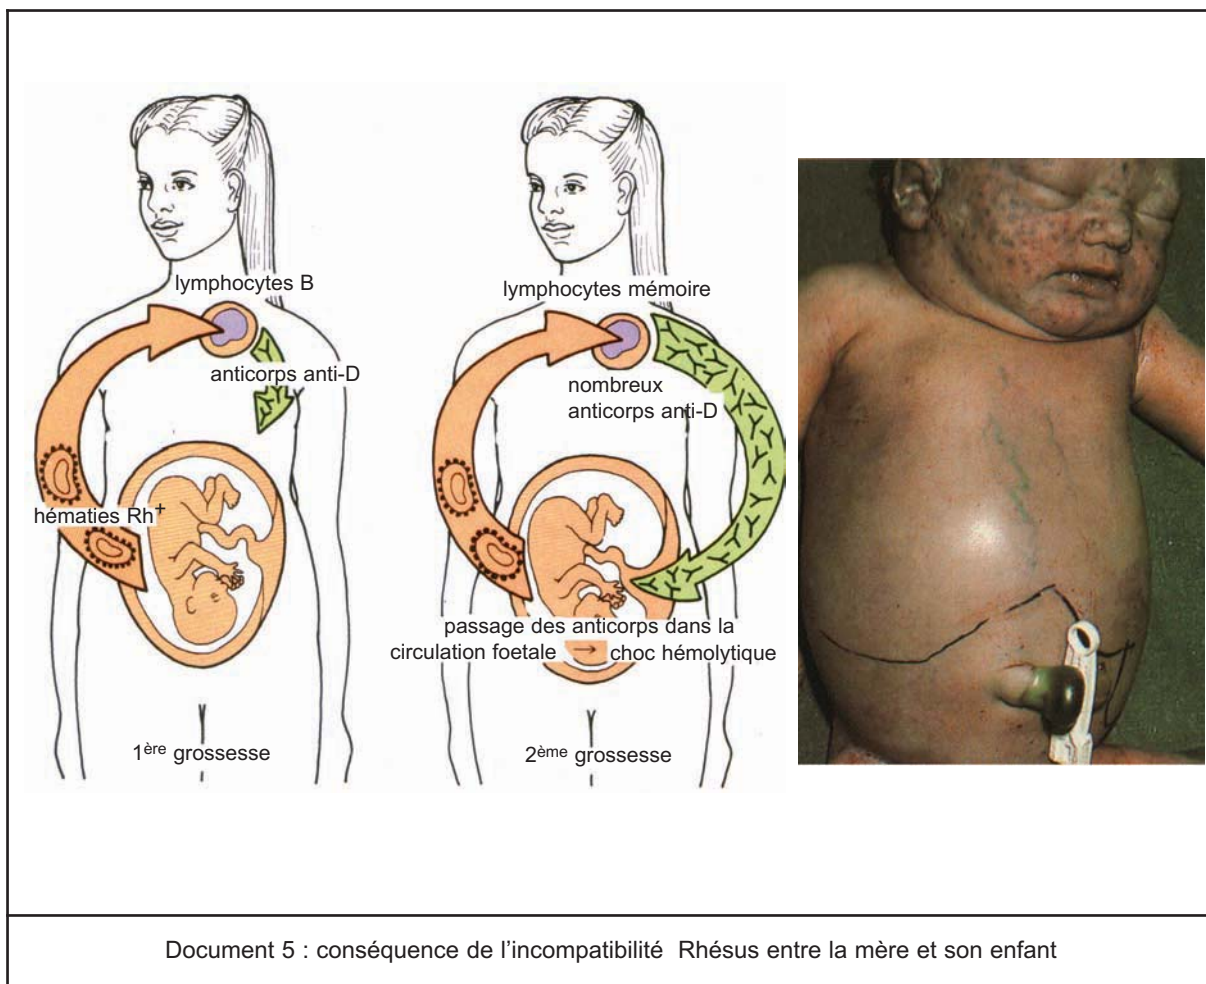 lymphocytes B
anticorps anti-D
hématies Rh+
1ère grossesse
lymphocytes mémoire
nombreux
anticorps anti-D
passage des anticorps dans la
circulation foetale → choc hémolytique
2ème grossesse
Document 5 : conséquence de l'incompatibilité Rhésus entre la mère et son enfant